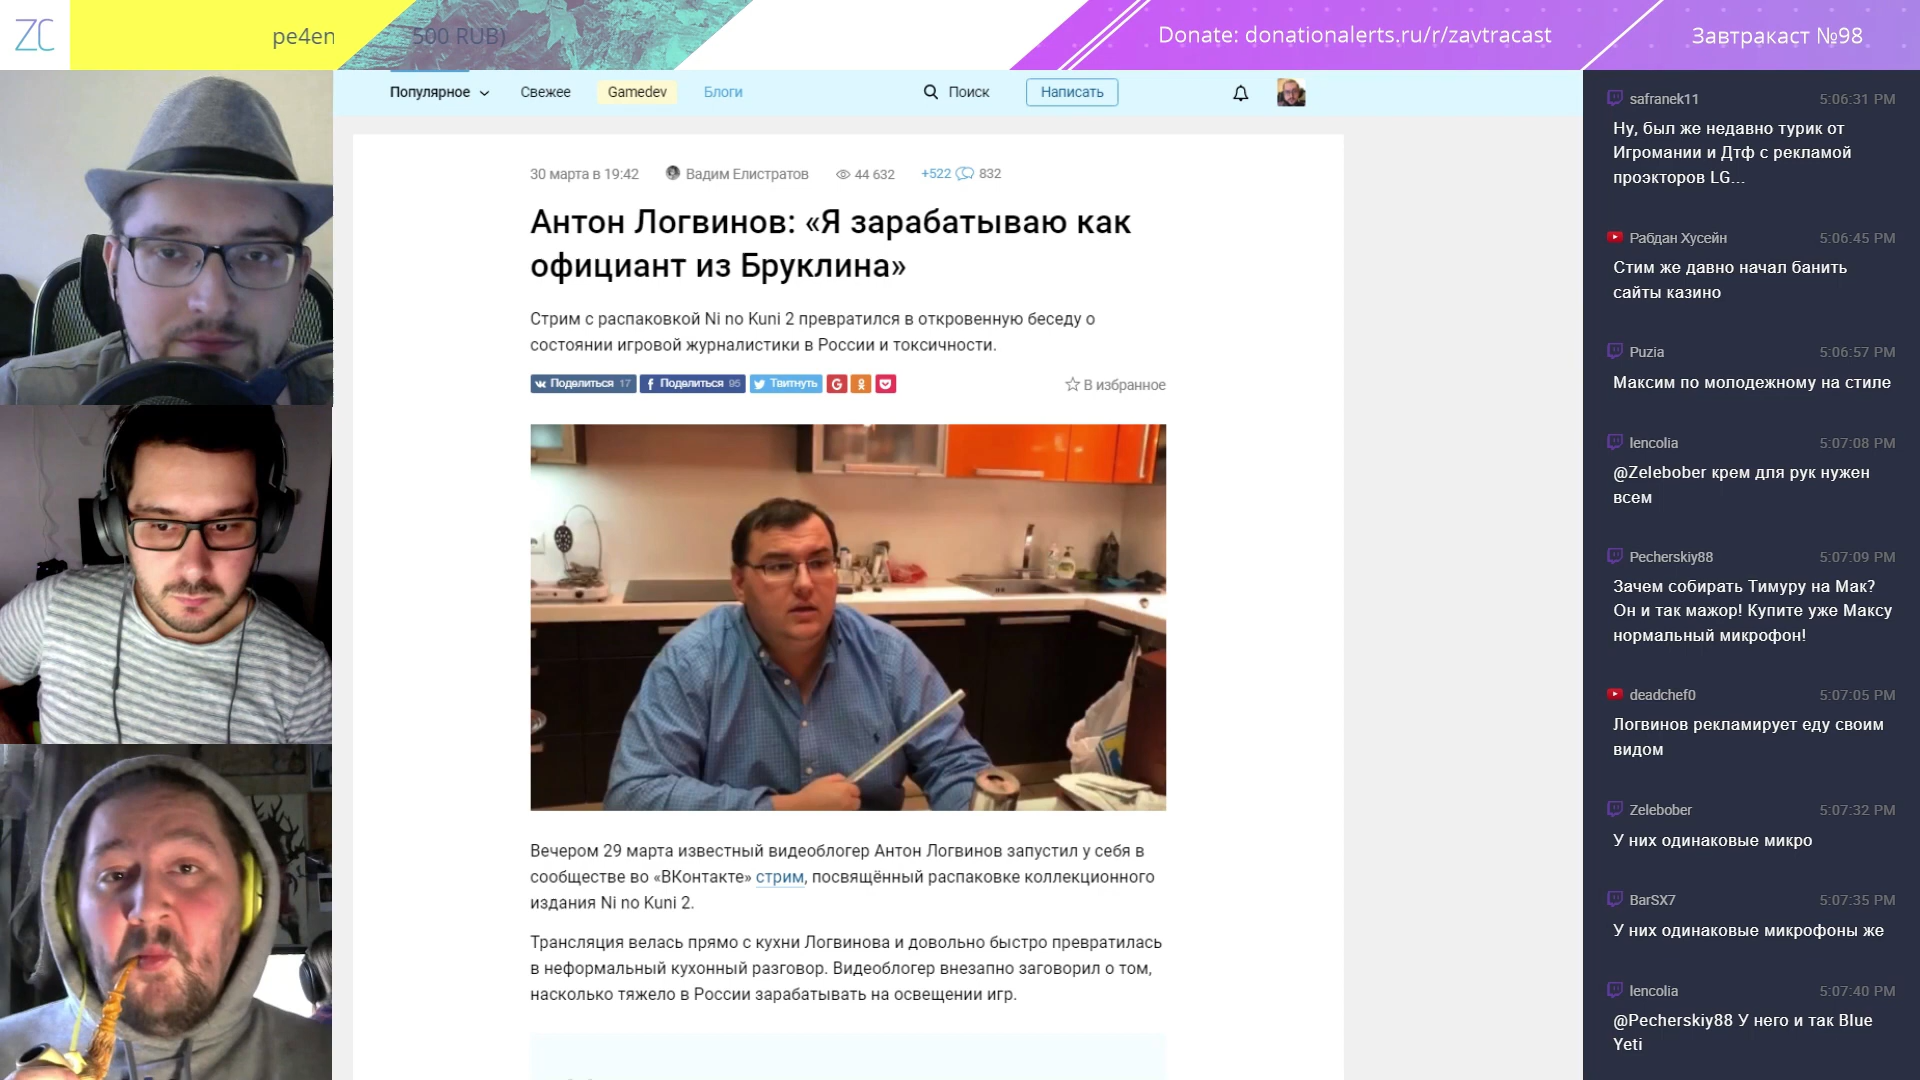 ZC
pe4en
500 RUB)
Donate: donationalerts.ru/r/zavtracast
Завтракаст №98
Популярное
Свежее
Gamedev
Блоги
Поиск
Написать
30 марта в 19:42
Вадим Елистратов
44 632
+522
832
Антон Логвинов: «Я зарабатываю как
официант из Бруклина»
Стрим с распаковкой Ni no Kuni 2 превратился в откровенную беседу о
состоянии игровой журналистики в России и токсичности.
Поделиться 17
Поделиться 95
Твитнуть
В избранное
Вечером 29 марта известный видеоблогер Антон Логвинов запустил у себя в
сообществе во «ВКонтакте» стрим, посвящённый распаковке коллекционного
издания Ni no Kuni 2.
Трансляция велась прямо с кухни Логвинова и довольно быстро превратилась
в неформальный кухонный разговор. Видеоблогер внезапно заговорил о том,
насколько тяжело в России зарабатывать на освещении игр.
safranek11 5:06:31 PM
Ну, был же недавно турик от
Игромании и Дтф с рекламой
проэкторов LG...
Рабдан Хусейн 5:06:45 PM
Стим же давно начал банить
сайты казино
Puzia 5:06:57 PM
Максим по молодежному на стиле
lencolia 5:07:08 PM
@Zelebober крем для рук нужен
всем
Pecherskiy88 5:07:09 PM
Зачем собирать Тимуру на Мак?
Он и так мажор! Купите уже Максу
нормальный микрофон!
deadchef0 5:07:05 PM
Логвинов рекламирует еду своим
видом
Zelebober 5:07:32 PM
У них одинаковые микро
BarSX7 5:07:35 PM
У них одинаковые микрофоны же
lencolia 5:07:40 PM
@Pecherskiy88 У него и так Blue
Yeti